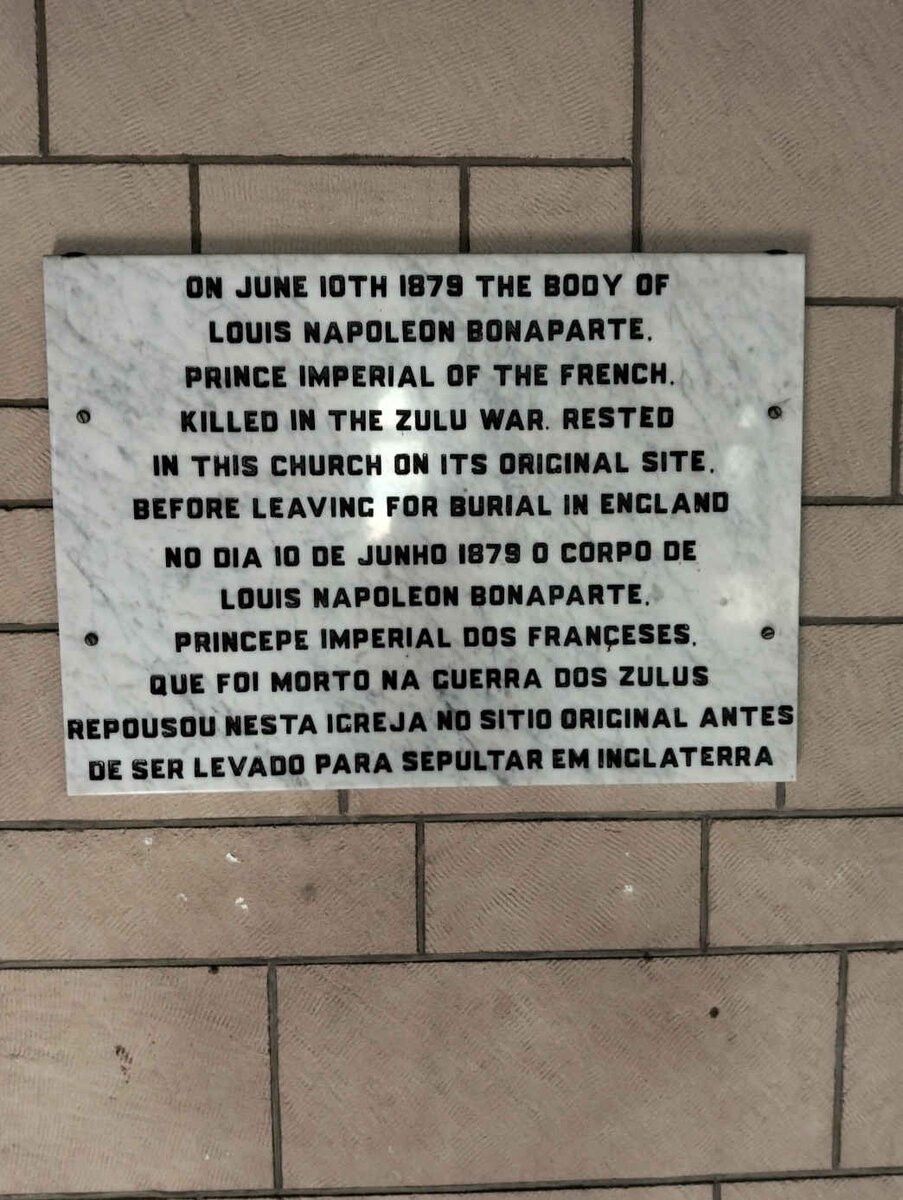 ON JUNE 10TH 1879 THE BODY OF
LOUIS NAPOLEON BONAPARTE,
PRINCE IMPERIAL OF THE FRENCH,
KILLED IN THE ZULU WAR. RESTED
IN THIS CHURCH ON ITS ORIGINAL SITE,
BEFORE LEAVING FOR BURIAL IN ENGLAND
NO DIA 10 DE JUNHO 1879 O CORPO DE
LOUIS NAPOLEON BONAPARTE,
PRINCEPE IMPERIAL DOS FRANÇESES,
QUE FOI MORTO NA GUERRA DOS ZULUS
REPOUSOU NESTA IGREJA NO SITIO ORIGINAL ANTES
DE SER LEVADO PARA SEPULTAR EM INGLATERRA